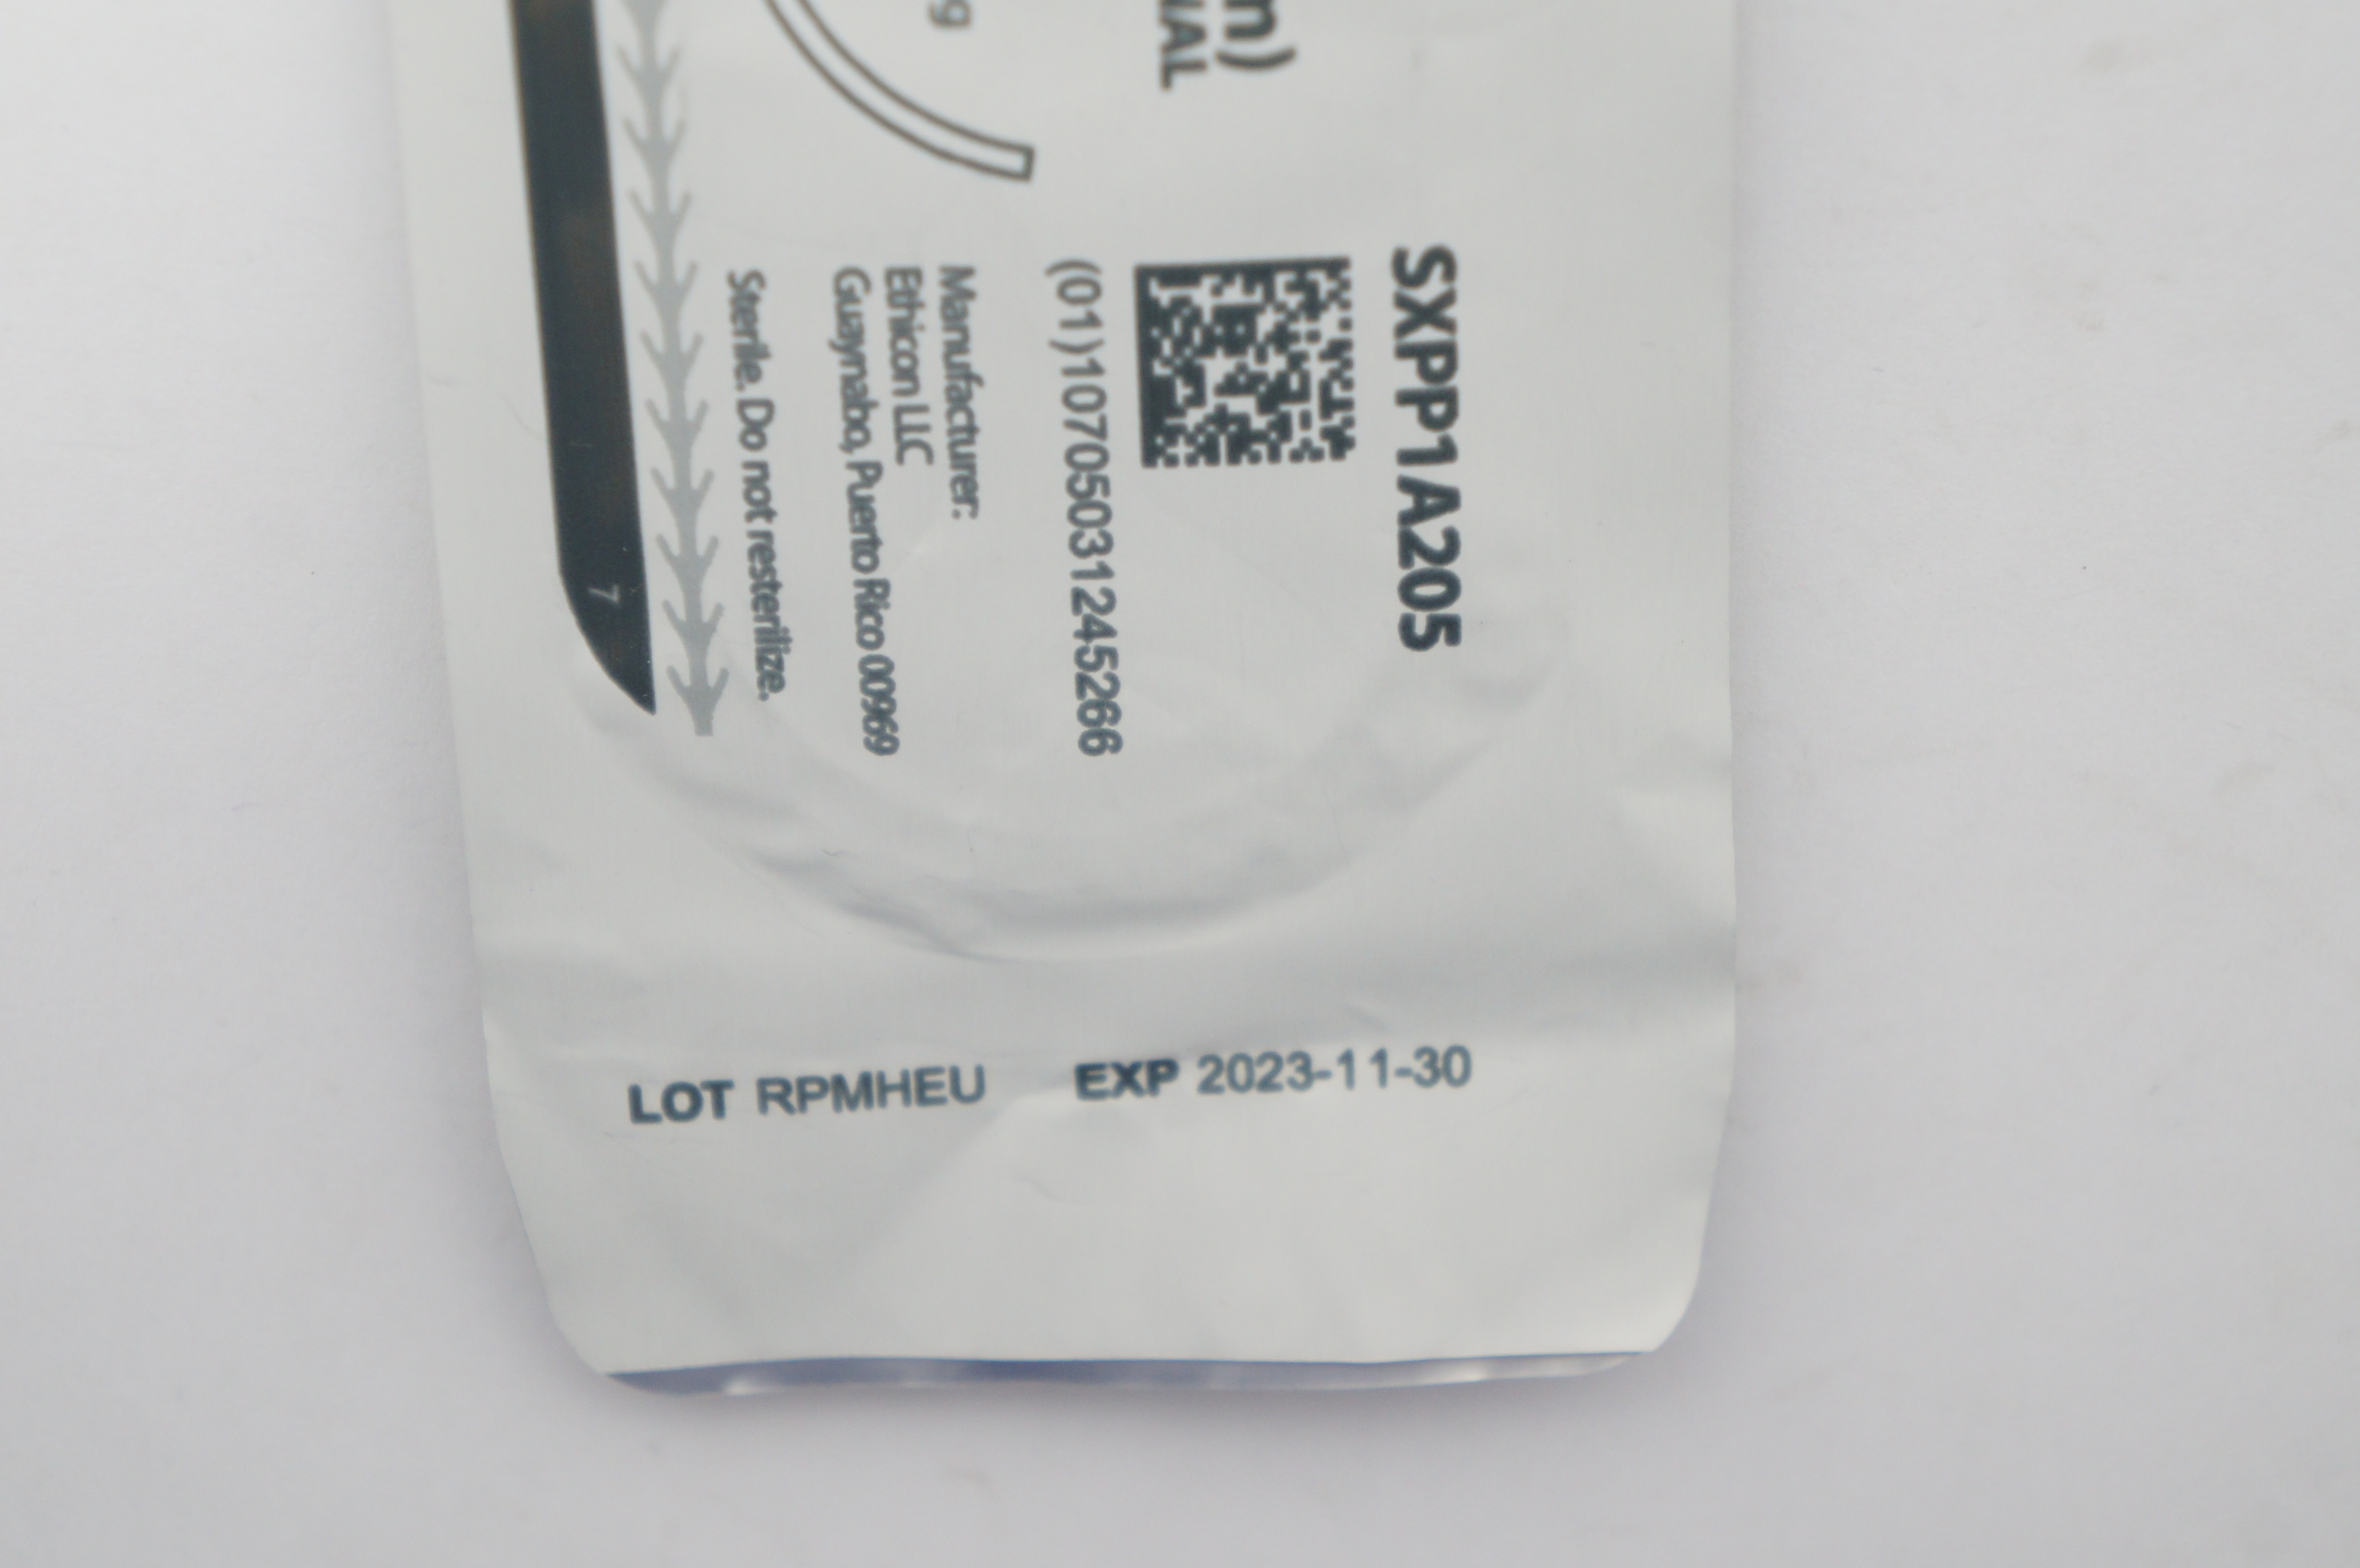 SXPP1A205
(01)10705031245266
Manufacturer:
Ethicon LLC
Guaynabo, Puerto Rico 00969
Sterile. Do not resterilize.
7
LOT RPMHEU EXP 2023-11-30